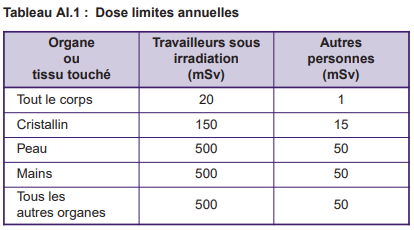 Tableau AI.1 : Dose limites annuelles
Organe
ou
tissu touché
Travailleurs sous
irradiation
(mSv)
Autres
personnes
(mSv)
Tout le corps 20 1
Cristallin 150 15
Peau 500 50
Mains 500 50
Tous les
autres organes 500 50